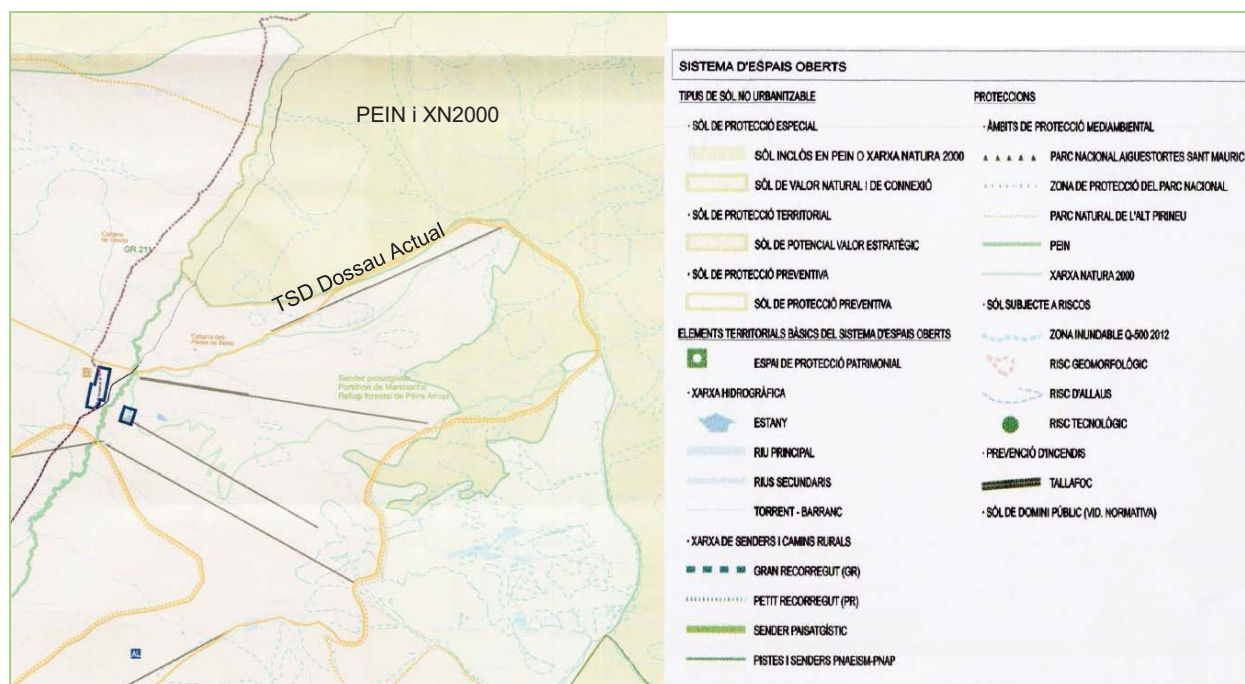 PEIN i XN2000
GR 211
TSD Dossau Actual
Cabana des
Sender paisatgístic
AL
SISTEMA D'ESPAIS OBERTS
TIPUS DE SÒL NO URBANITZABLE
· SÒL DE PROTECCIÓ ESPECIAL
SÒL INCLÒS EN PEIN O XARXA NATURA 2000
SÒL DE VALOR NATURAL I DE CONNEXIÓ
· SÒL DE PROTECCIÓ TERRITORIAL
SÒL DE POTENCIAL VALOR ESTRATÈGIC
· SÒL DE PROTECCIÓ PREVENTIVA
SÒL DE PROTECCIÓ PREVENTIVA
ELEMENTS TERRITORIALS BÀSICS DEL SISTEMA D'ESPAIS OBERTS
ESPAI DE PROTECCIÓ PATRIMONIAL
· XARXA HIDROGRÀFICA
ESTANY
RIU PRINCIPAL
RIUS SECUNDARIS
TORRENT - BARRANC
· XARXA DE SENDERS I CAMINS RURALS
GRAN RECORREGUT (GR)
PETIT RECORREGUT (PR)
SENDER PAISATGÍSTIC
PISTES I SENDERS PNAEISM-PNAP
PROTECCIONS
· ÀMBITS DE PROTECCIÓ MEDIAMBIENTAL
PARC NACIONAL AIGUESTORTES SANT MAURIC
ZONA DE PROTECCIÓ DEL PARC NACIONAL
PARC NATURAL DE L'ALT PIRINEU
PEIN
XARXA NATURA 2000
· SÒL SUBJECTE A RISCOS
ZONA INUNDABLE Q-500 2012
RISC GEOMORFOLÒGIC
RISC D'ALLAUS
RISC TECNOLÒGIC
· PREVENCIÓ D'INCENDIS
TALLAFOC
· SÒL DE DOMINI PÚBLIC (VID. NORMATIVA)